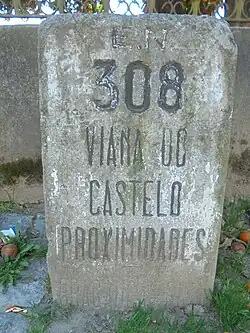 E.N
308
VIANA DO
CASTELO
PROXIMIDADES